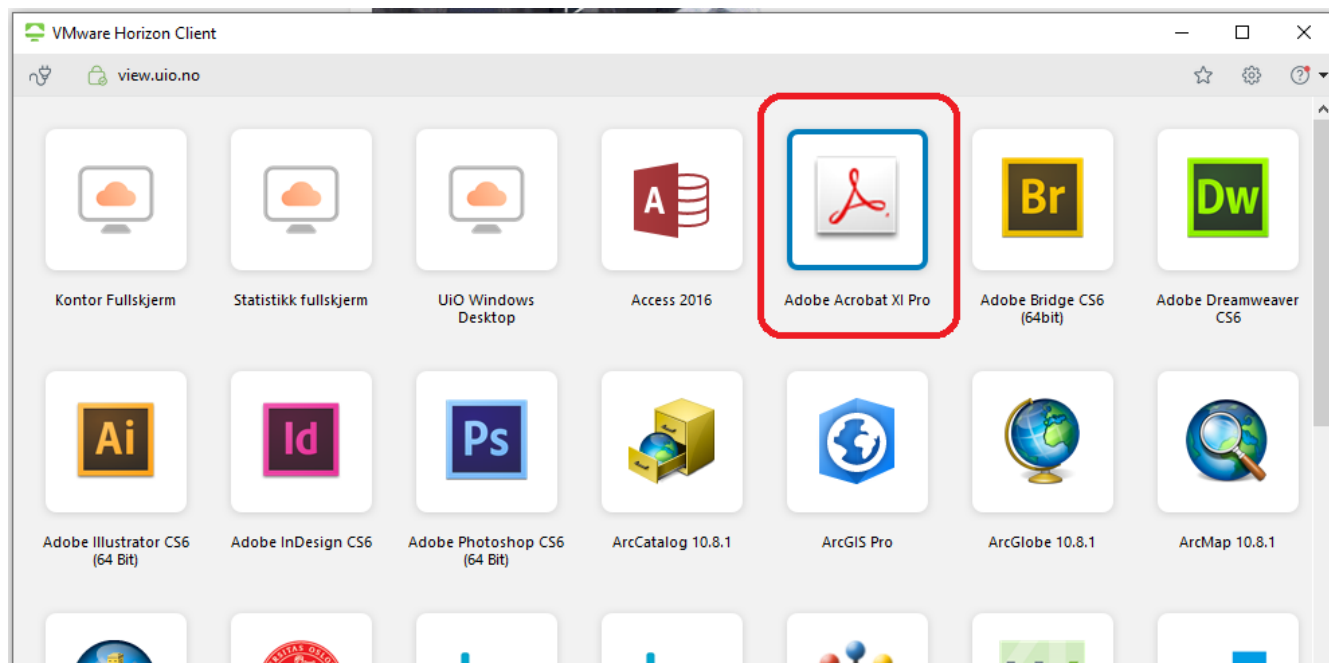 VMware Horizon Client
view.uio.no
A
Br
Dw
Kontor Fullskjerm
Statistikk fullskjerm
UiO Windows
Desktop
Access 2016
Adobe Acrobat XI Pro
Adobe Bridge CS6
(64bit)
Adobe Dreamweaver
CS6
Ai
Id
Ps
Adobe Illustrator CS6
(64 Bit)
Adobe InDesign CS6
Adobe Photoshop CS6
(64 Bit)
ArcCatalog 10.8.1
ArcGIS Pro
ArcGlobe 10.8.1
ArcMap 10.8.1